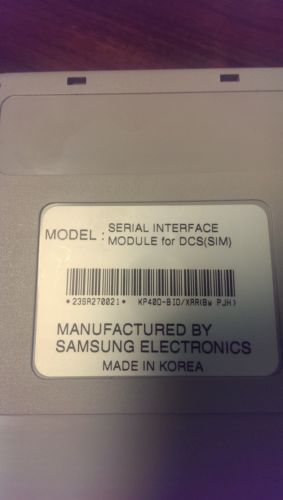 MODEL : SERIAL INTERFACE
MODULE for DCS(SIM)
*23SA270021* KP40D-BID/XAR(Bw PJH)
MANUFACTURED BY
SAMSUNG ELECTRONICS
MADE IN KOREA